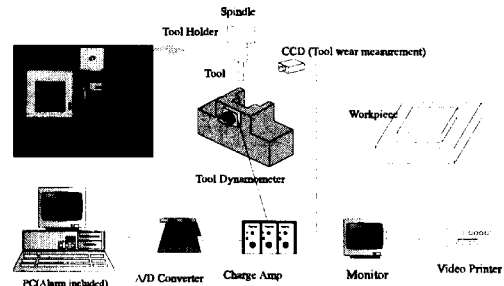 Spindle
Tool Holder
CCD (Tool wear measurement)
Tool
Workpiece
Tool Dynamometer
PC(Alarm included)
A/D Converter
Charge Amp
Monitor
Video Printer